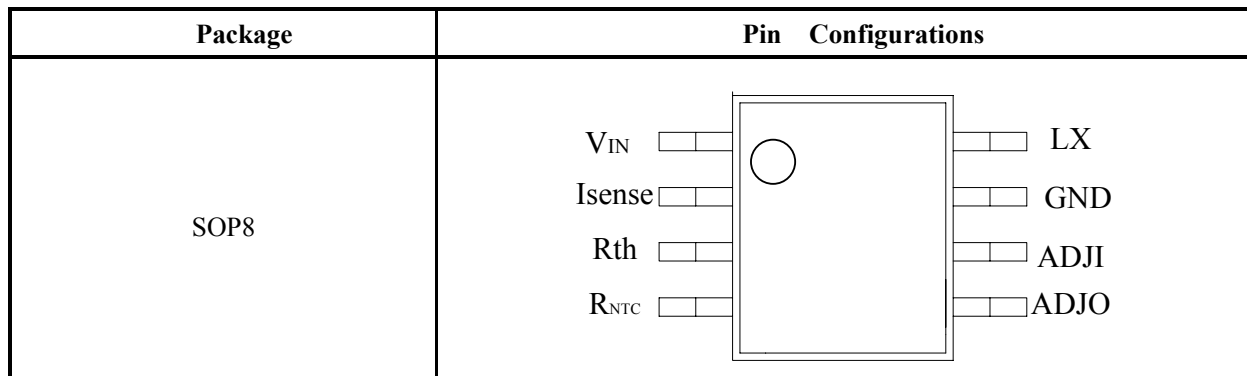 Package Pin Configurations
SOP8
VIN LX
Isense GND
Rth ADJI
RNTC ADJO